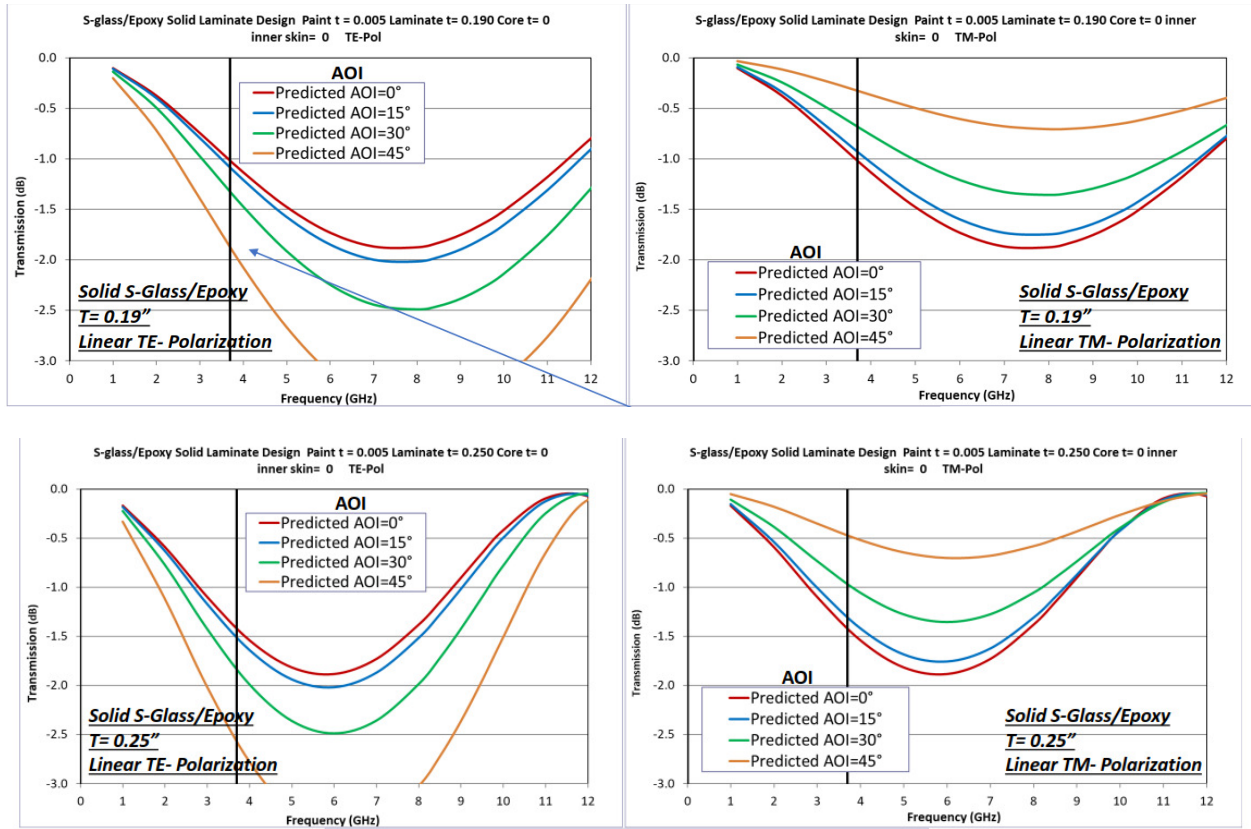 S-glass/Epoxy Solid Laminate Design Paint t = 0.005 Laminate t= 0.190 Core t= 0
inner skin= 0 TE-Pol
Transmission (dB)
0.0
-0.5
-1.0
-1.5
-2.0
-2.5
-3.0
AOI
Predicted AOI=0°
Predicted AOI=15°
Predicted AOI=30°
Predicted AOI=45°
Solid S-Glass/Epoxy
T= 0.19”
Linear TE- Polarization
0 1 2 3 4 5 6 7 8 9 10 11 12
Frequency (GHz)
S-glass/Epoxy Solid Laminate Design Paint t = 0.005 Laminate t= 0.190 Core t= 0 inner
skin= 0 TM-Pol
Transmission (dB)
0.0
-0.5
-1.0
-1.5
-2.0
-2.5
-3.0
AOI
Predicted AOI=0°
Predicted AOI=15°
Predicted AOI=30°
Predicted AOI=45°
Solid S-Glass/Epoxy
T= 0.19”
Linear TM- Polarization
0 1 2 3 4 5 6 7 8 9 10 11 12
Frequency (GHz)
S-glass/Epoxy Solid Laminate Design Paint t = 0.005 Laminate t= 0.250 Core t= 0
inner skin= 0 TE-Pol
Transmission (dB)
0.0
-0.5
-1.0
-1.5
-2.0
-2.5
-3.0
AOI
Predicted AOI=0°
Predicted AOI=15°
Predicted AOI=30°
Predicted AOI=45°
Solid S-Glass/Epoxy
T= 0.25”
Linear TE- Polarization
0 1 2 3 4 5 6 7 8 9 10 11 12
Frequency (GHz)
S-glass/Epoxy Solid Laminate Design Paint t = 0.005 Laminate t= 0.250 Core t= 0 inner
skin= 0 TM-Pol
Transmission (dB)
0.0
-0.5
-1.0
-1.5
-2.0
-2.5
-3.0
AOI
Predicted AOI=0°
Predicted AOI=15°
Predicted AOI=30°
Predicted AOI=45°
Solid S-Glass/Epoxy
T= 0.25”
Linear TM- Polarization
0 1 2 3 4 5 6 7 8 9 10 11 12
Frequency (GHz)